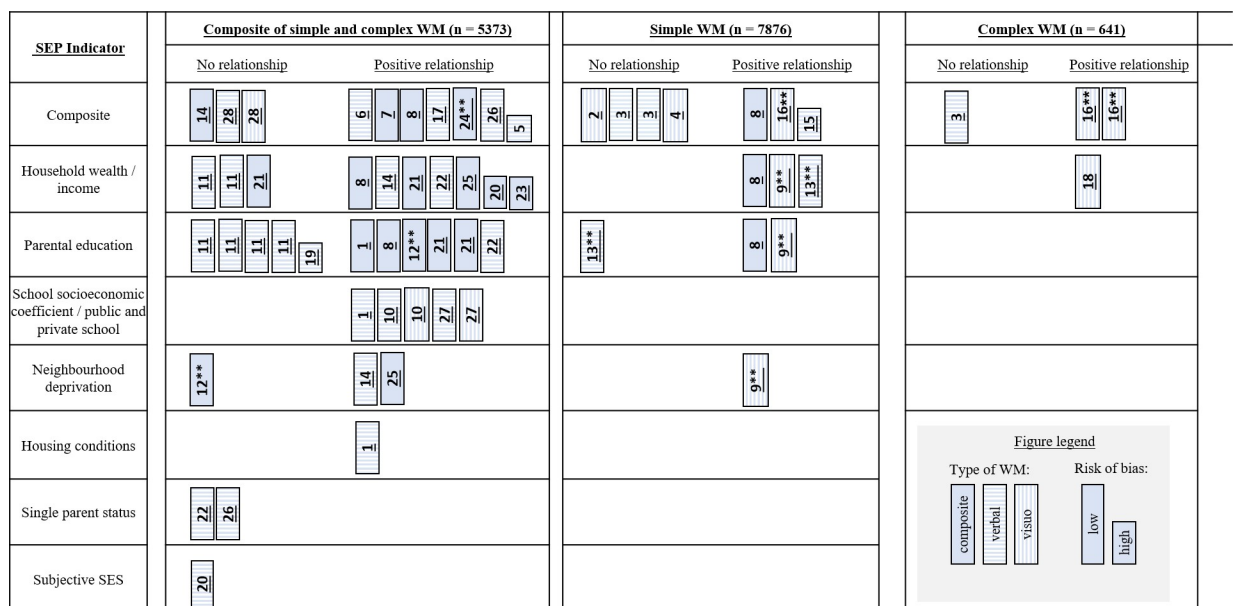 SEP Indicator
Composite of simple and complex WM (n = 5373)
Simple WM (n = 7876)
Complex WM (n = 641)
No relationship
Positive relationship
No relationship
Positive relationship
No relationship
Positive relationship
Composite
14 28 28
6 7 8 17 24** 26 5
2 3 3 4
8 16** 15
3
16** 16**
Household wealth /
income
11 11 21
8 14 21 22 25 20 23
8 9** 13**
18
Parental education
11 11 11 11 19
1 8 12** 21 21 22
13**
8 9**
School socioeconomic
coefficient / public and
private school
1 10 10 27 27
Neighbourhood
deprivation
12**
14 25
9**
Housing conditions
1
Single parent status
22 26
Subjective SES
20
Figure legend
Type of WM:
Risk of bias:
composite
verbal
visuo
low
high